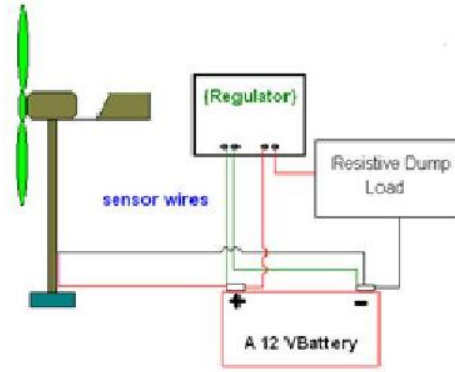 {Regulator}
Resistive Dump
Load
sensor wires
+
-
A 12 VBattery